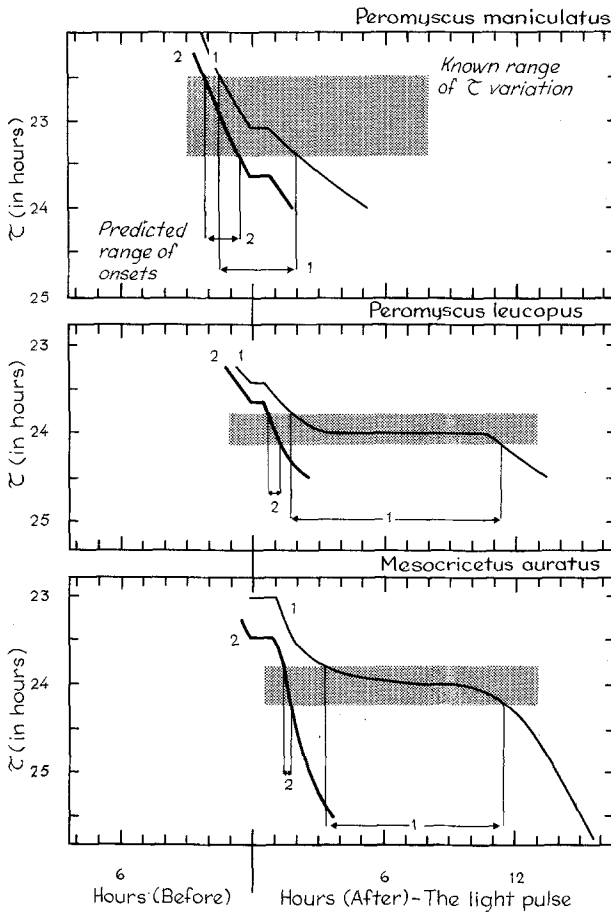 Peromyscus maniculatus
2
1
Known range
of τ variation
23
24
25
τ (in hours)
Predicted
range of
onsets
2
1
Peromyscus leucopus
2
1
23
24
25
τ (in hours)
2
1
Mesocricetus auratus
1
2
23
24
25
τ (in hours)
2
1
6
6
12
Hours (Before)
Hours (After) - The light pulse